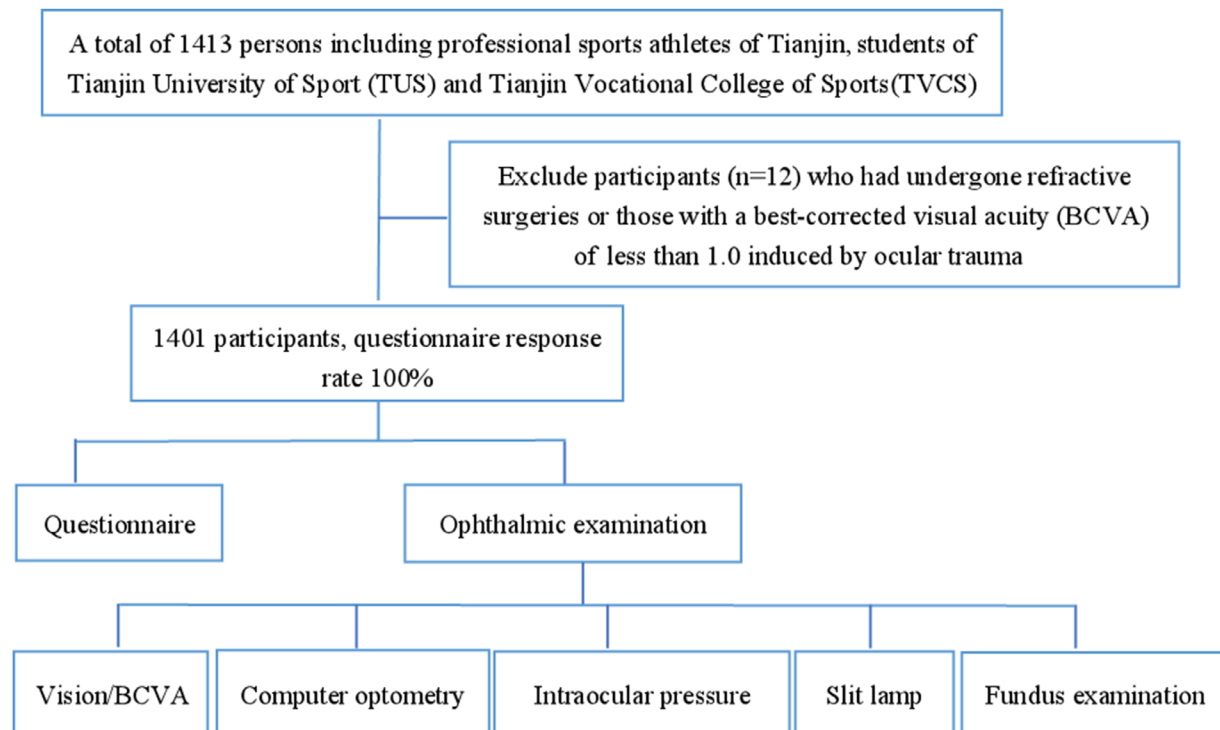 A total of 1413 persons including professional sports athletes of Tianjin, students of
Tianjin University of Sport (TUS) and Tianjin Vocational College of Sports(TVCS)
Exclude participants (n=12) who had undergone refractive
surgeries or those with a best-corrected visual acuity (BCVA)
of less than 1.0 induced by ocular trauma
1401 participants, questionnaire response
rate 100%
Questionnaire
Ophthalmic examination
Vision/BCVA
Computer optometry
Intraocular pressure
Slit lamp
Fundus examination